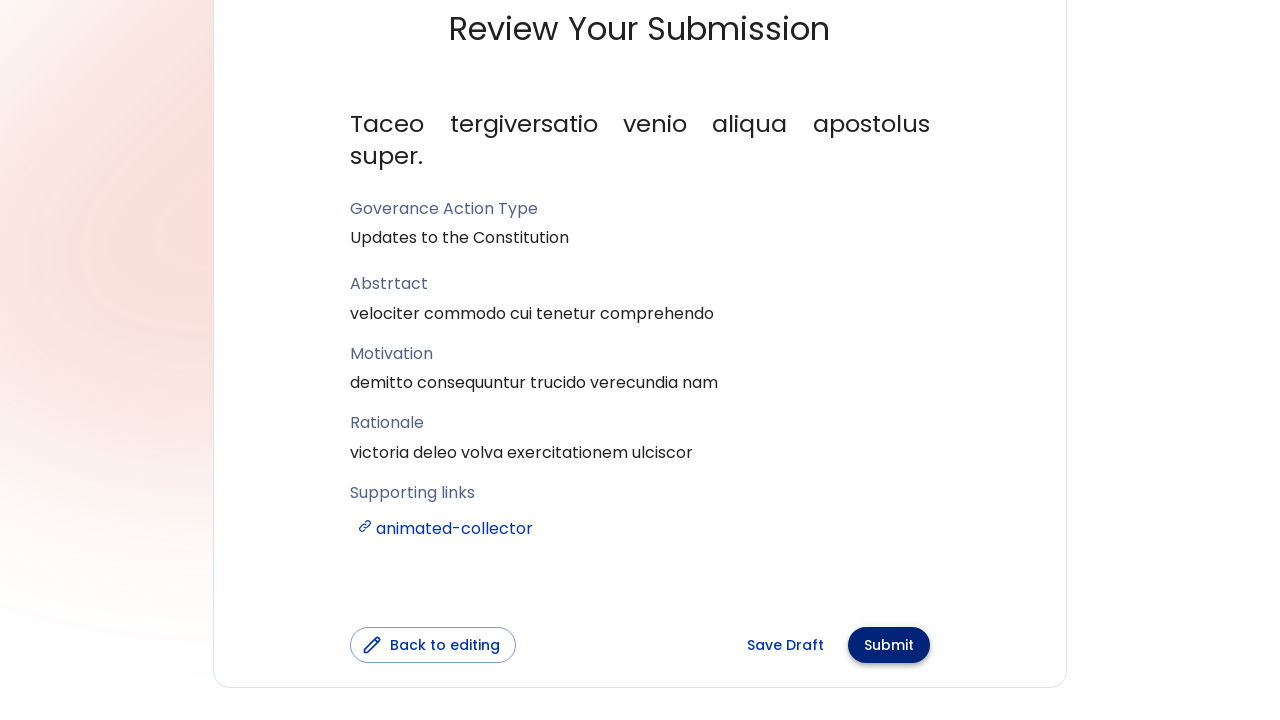 Review Your Submission
Taceo tergiversatio venio aliqua apostolus
super.
Goverance Action Type
Updates to the Constitution
Abstrtact
velociter commodo cui tenetur comprehendo
Motivation
demitto consequuntur trucido verecundia nam
Rationale
victoria deleo volva exercitationem ulciscor
Supporting links
animated-collector
Back to editing
Save Draft
Submit